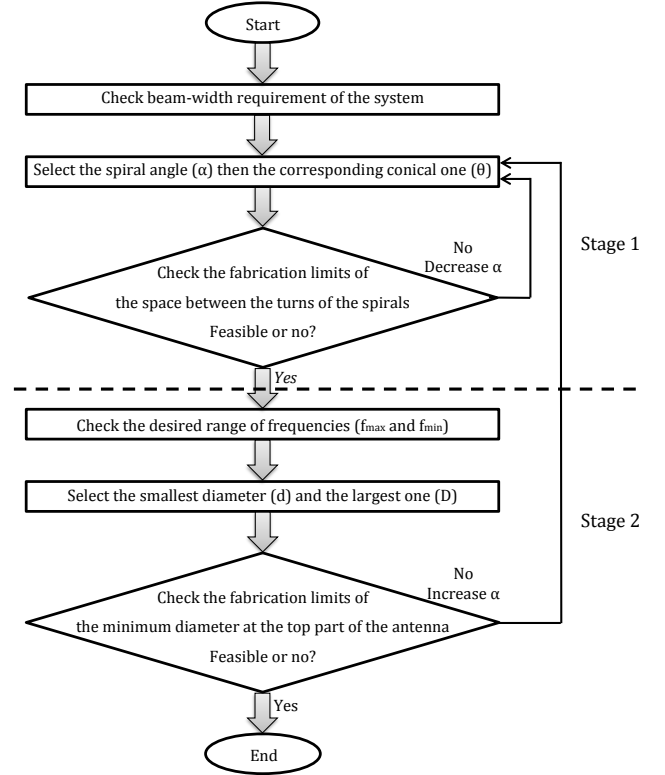 Start
Check beam-width requirement of the system
Select the spiral angle (α) then the corresponding conical one (θ)
No
Decrease α
Stage 1
Check the fabrication limits of
the space between the turns of the spirals
Feasible or no?
Yes
Check the desired range of frequencies (fmax and fmin)
Select the smallest diameter (d) and the largest one (D)
Stage 2
No
Increase α
Check the fabrication limits of
the minimum diameter at the top part of the antenna
Feasible or no?
Yes
End